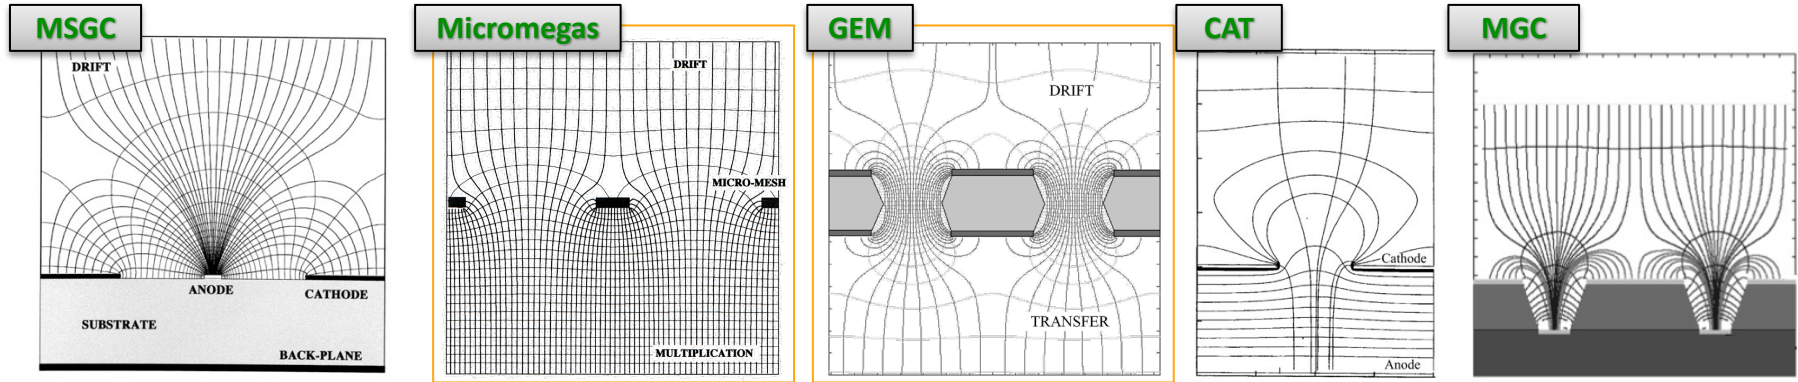 MSGC
DRIFT
ANODE
CATHODE
SUBSTRATE
BACK-PLANE
Micromegas
DRIFT
MICRO-MESH
MULTIPLICATION
GEM
DRIFT
TRANSFER
CAT
Cathode
Anode
MGC